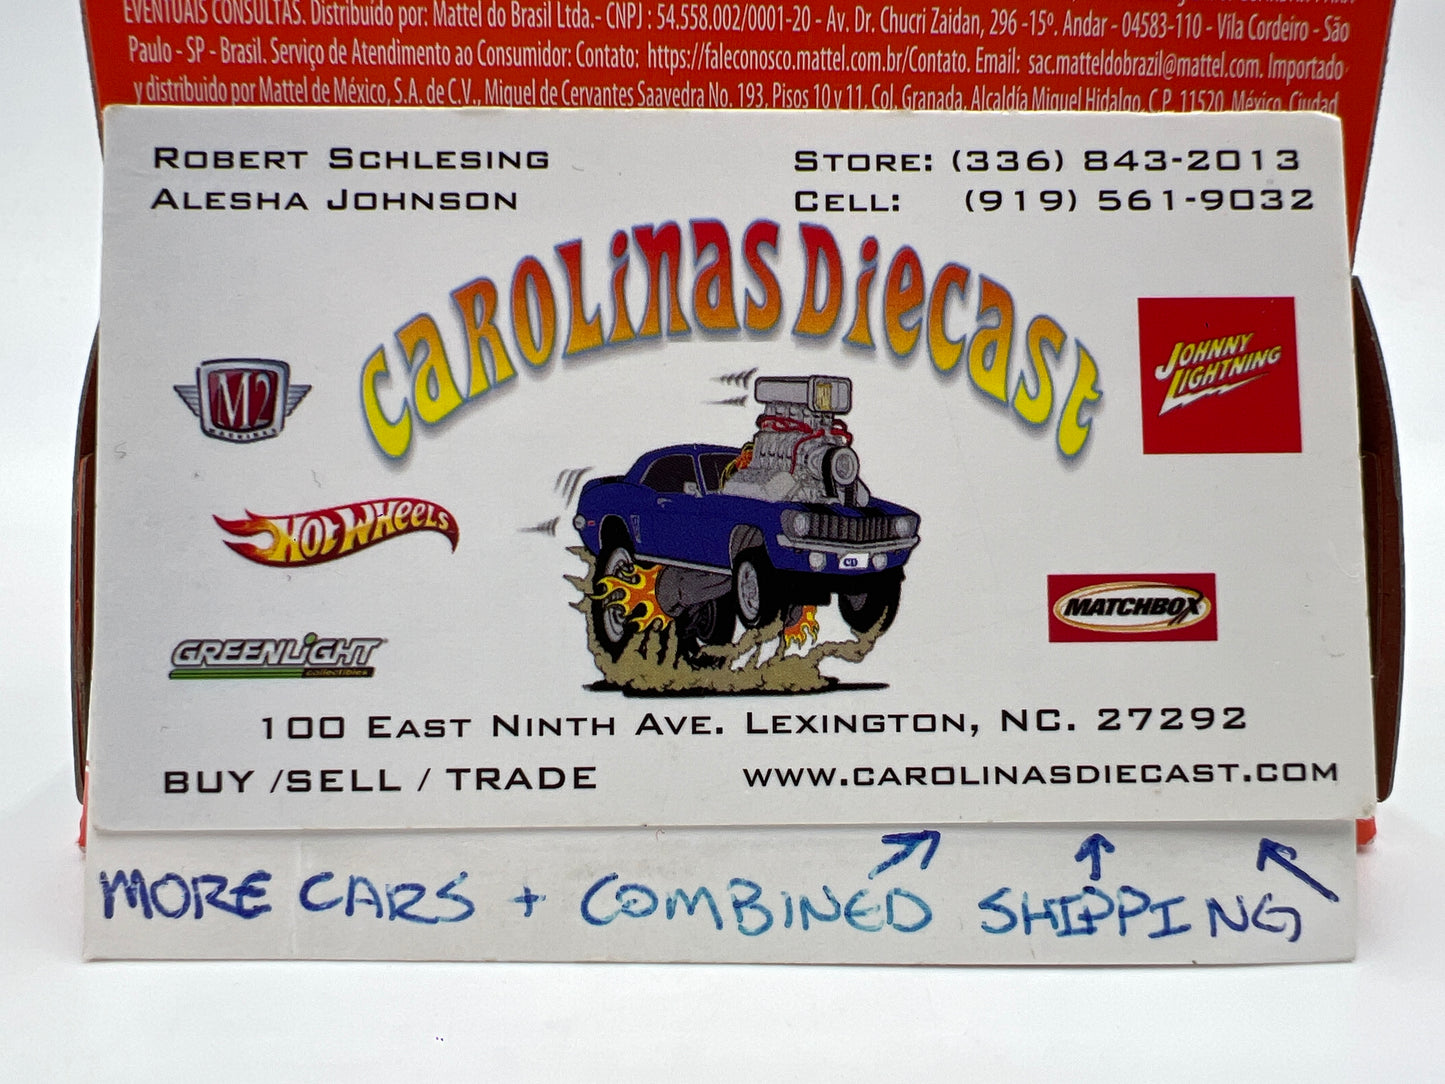 EVENTUAIS CONSULTAS. Distribuído por: Mattel do Brasil Ltda.- CNPJ : 54.558.002/0001-20 - Av. Dr. Chucri Zaidan, 296 -15º. Andar - 04583-110 - Vila Cordeiro - São
Paulo - SP - Brasil. Serviço de Atendimento ao Consumidor: Contato: https://faleconosco.mattel.com.br/Contato. Email: sac.matteldobrazil@mattel.com. Importado
y distribuido por Mattel de México, S.A. de C.V., Miguel de Cervantes Saavedra No. 193, Pisos 10 y 11, Col. Granada, Alcaldía Miguel Hidalgo, C.P. 11520, México, Ciudad
ROBERT SCHLESING
ALESHA JOHNSON
STORE: (336) 843-2013
CELL: (919) 561-9032
CAROLINAS DIECAST
M2
MACHINES
JOHNNY
LIGHTNING
HOT WHEELS
CD
MATCHBOX
GREENLIGHT
collectibles
100 EAST NINTH AVE. LEXINGTON, NC. 27292
BUY /SELL / TRADE
WWW.CAROLINASDIECAST.COM
MORE CARS + COMBINED SHIPPING